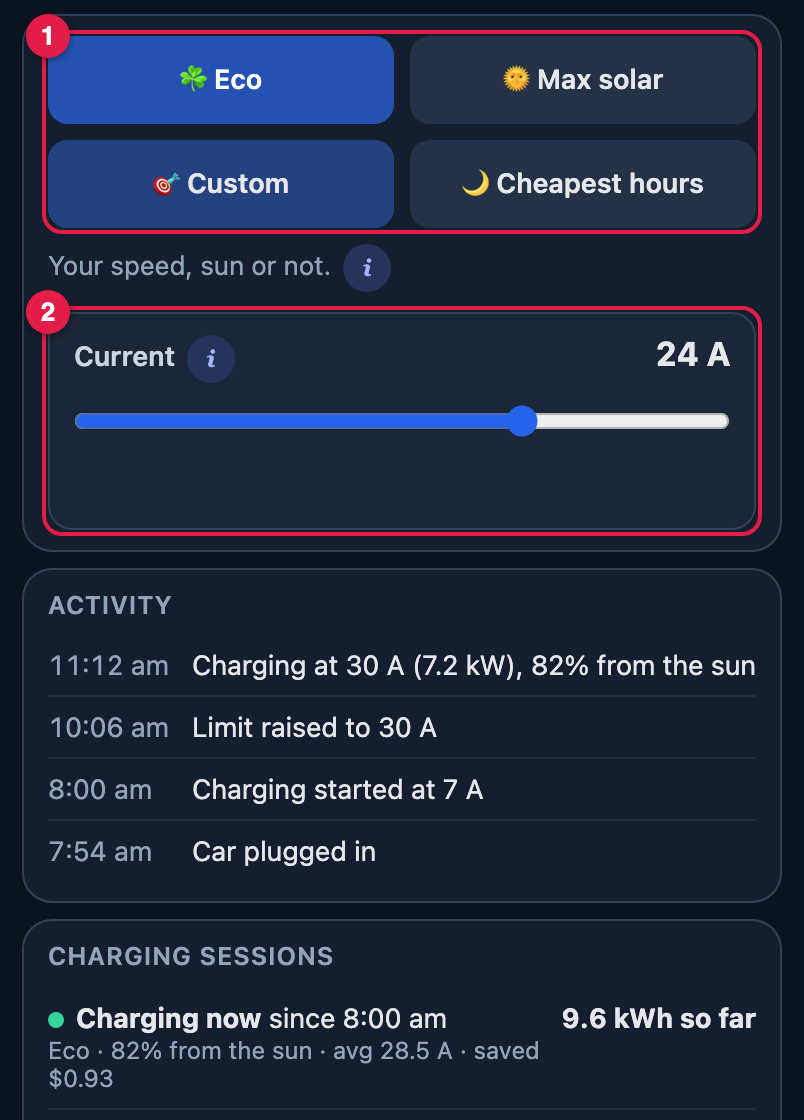 1
☘️ Eco
🌞 Max solar
🎯 Custom
🌙 Cheapest hours
Your speed, sun or not. i
2
Current i
24 A
ACTIVITY
11:12 am Charging at 30 A (7.2 kW), 82% from the sun
10:06 am Limit raised to 30 A
8:00 am Charging started at 7 A
7:54 am Car plugged in
CHARGING SESSIONS
Charging now since 8:00 am 9.6 kWh so far
Eco · 82% from the sun · avg 28.5 A · saved
$0.93